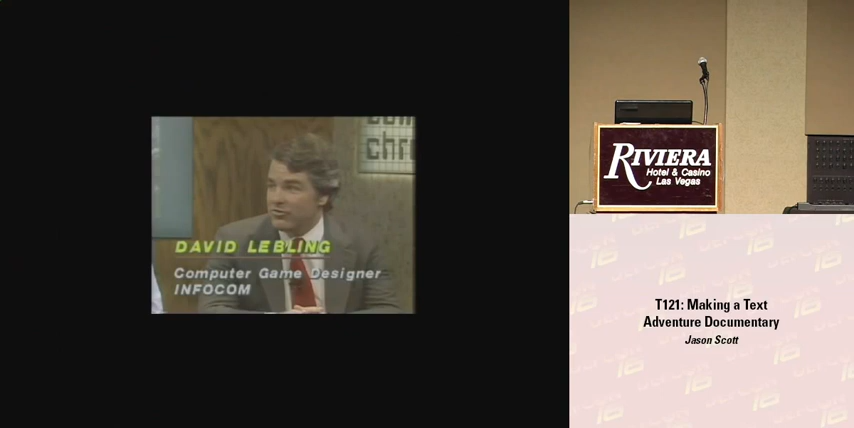 DAVID LEBLING
Computer Game Designer
INFOCOM
RIVIERA
Hotel & Casino
Las Vegas
T121: Making a Text
Adventure Documentary
Jason Scott